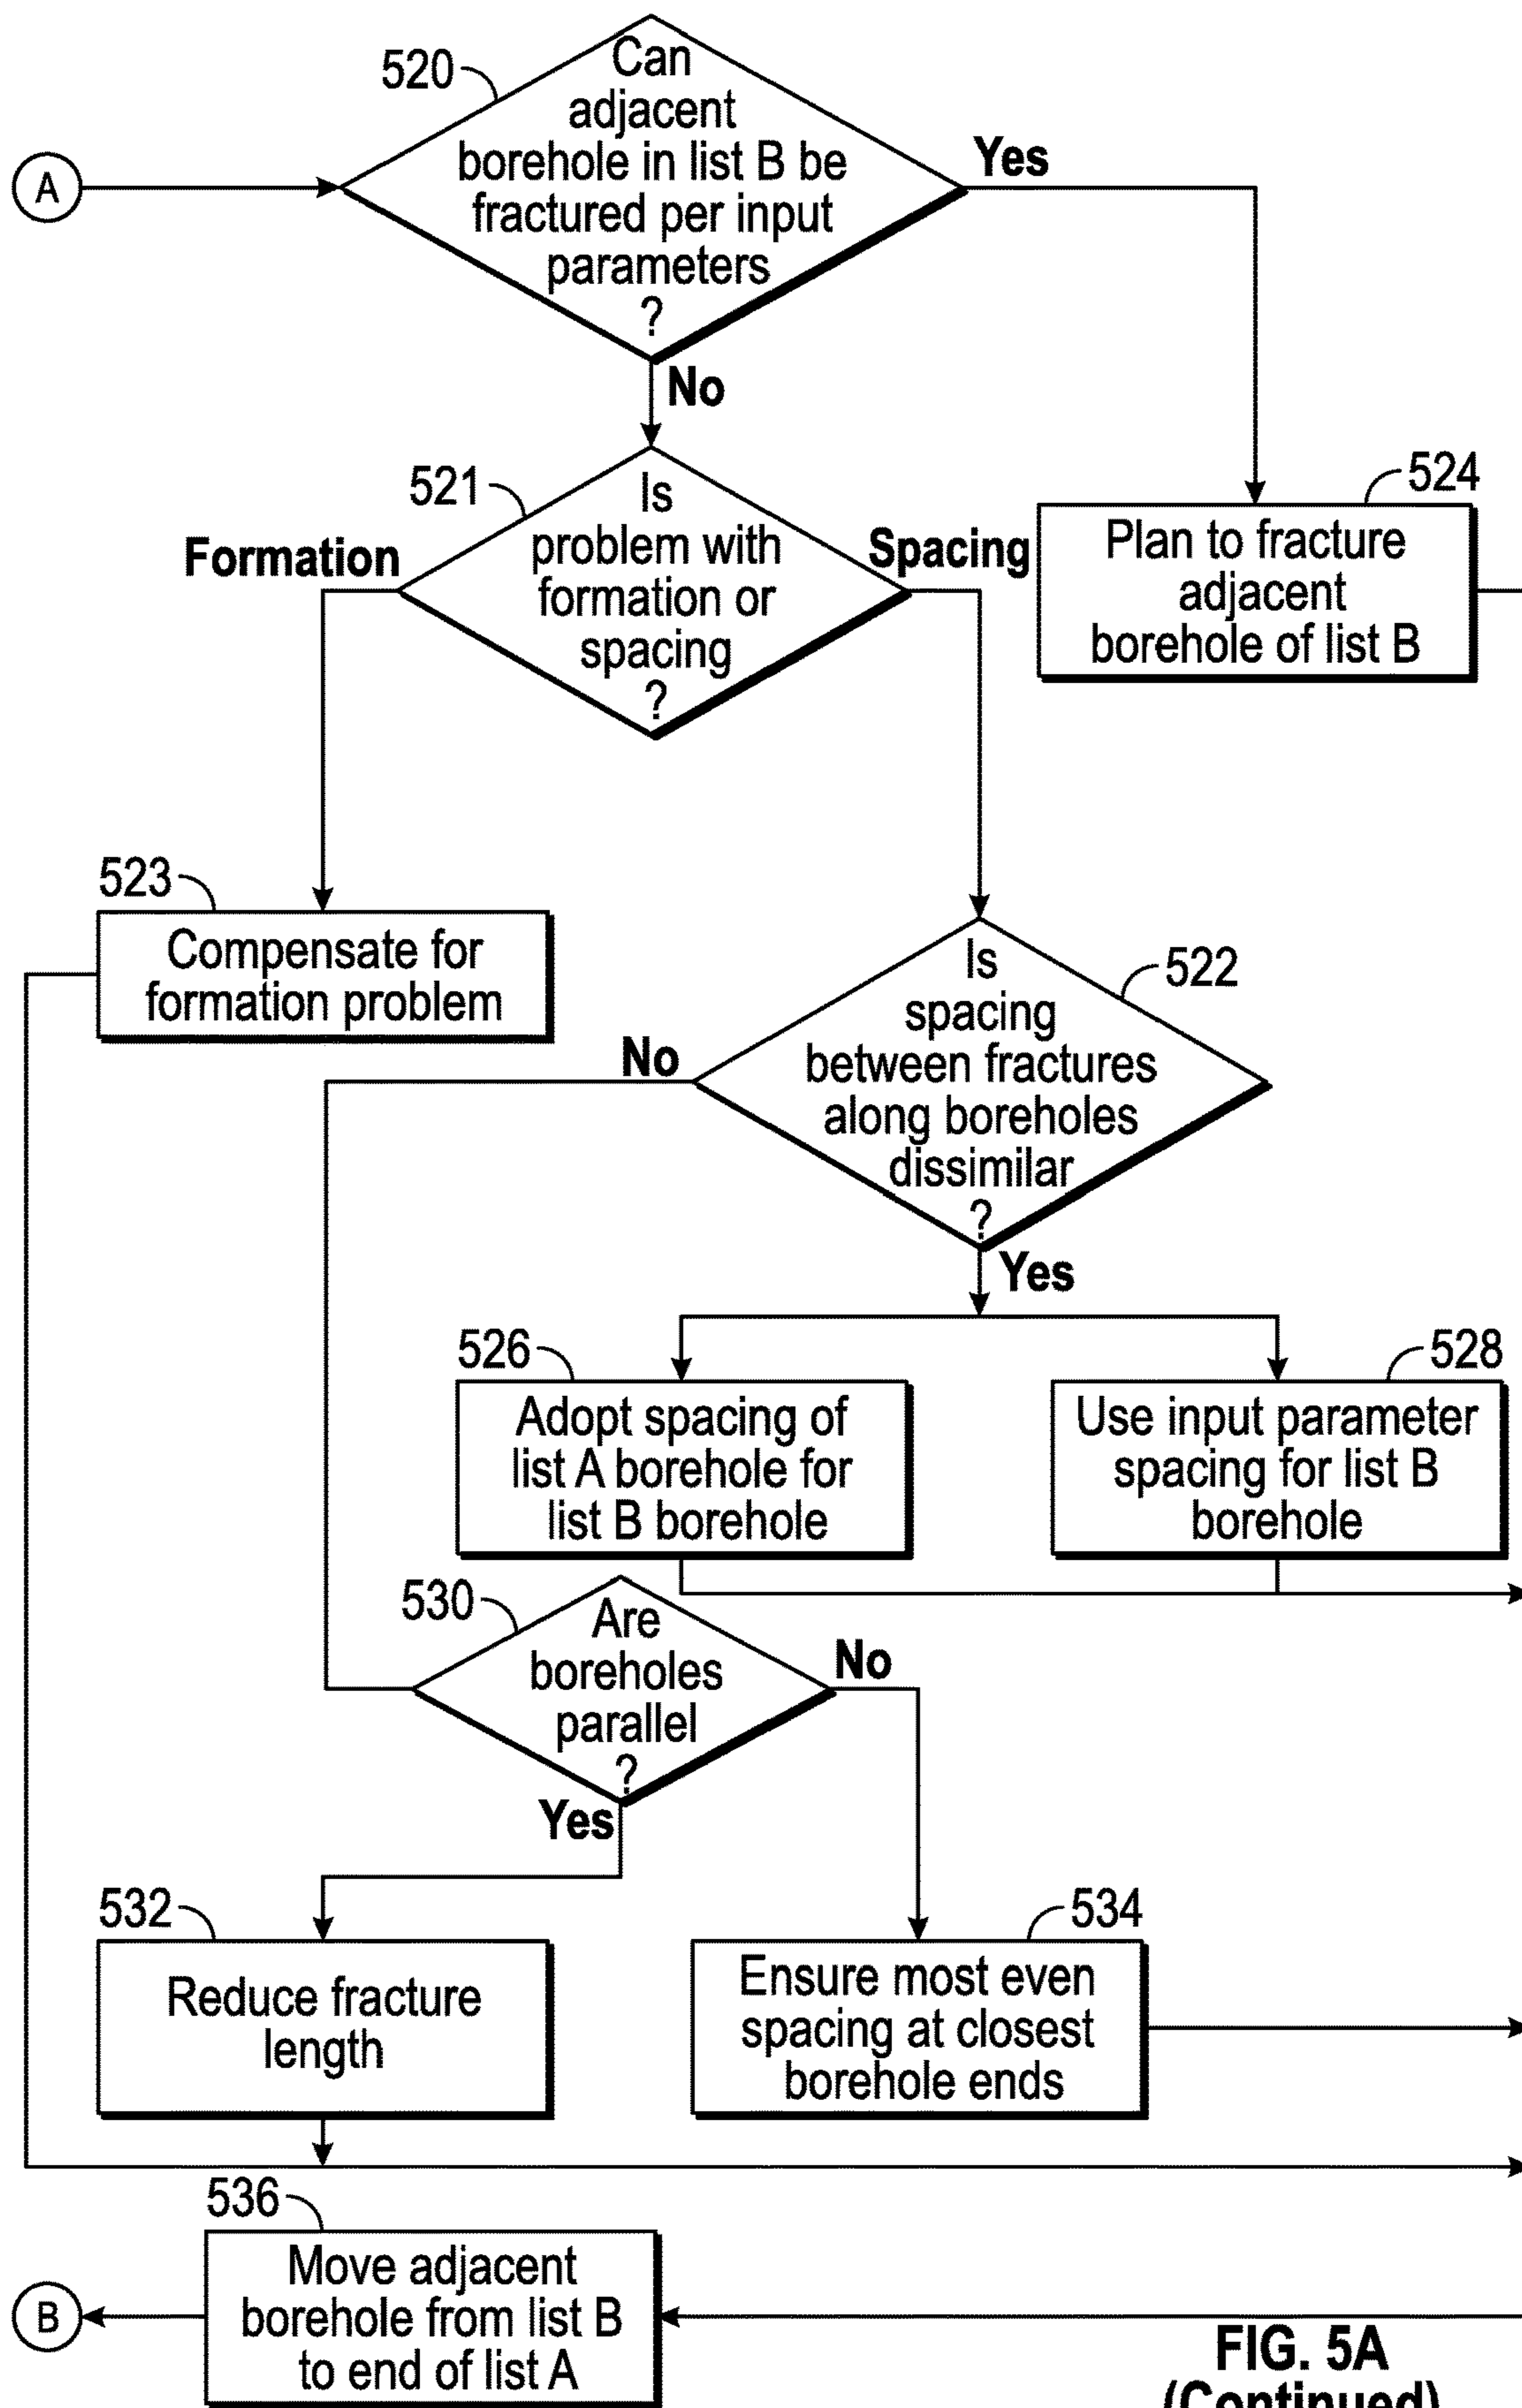 520
Can
adjacent
borehole in list B be
fractured per input
parameters
?
Yes
A
No
521
Is
problem with
formation or
spacing
?
Formation
Spacing
524
Plan to fracture
adjacent
borehole of list B
523
Compensate for
formation problem
522
Is
spacing
between fractures
along boreholes
dissimilar
?
No
Yes
526
Adopt spacing of
list A borehole for
list B borehole
528
Use input parameter
spacing for list B
borehole
530
Are
boreholes
parallel
?
No
Yes
532
Reduce fracture
length
534
Ensure most even
spacing at closest
borehole ends
536
Move adjacent
borehole from list B
to end of list A
B
FIG. 5A
(Continued)